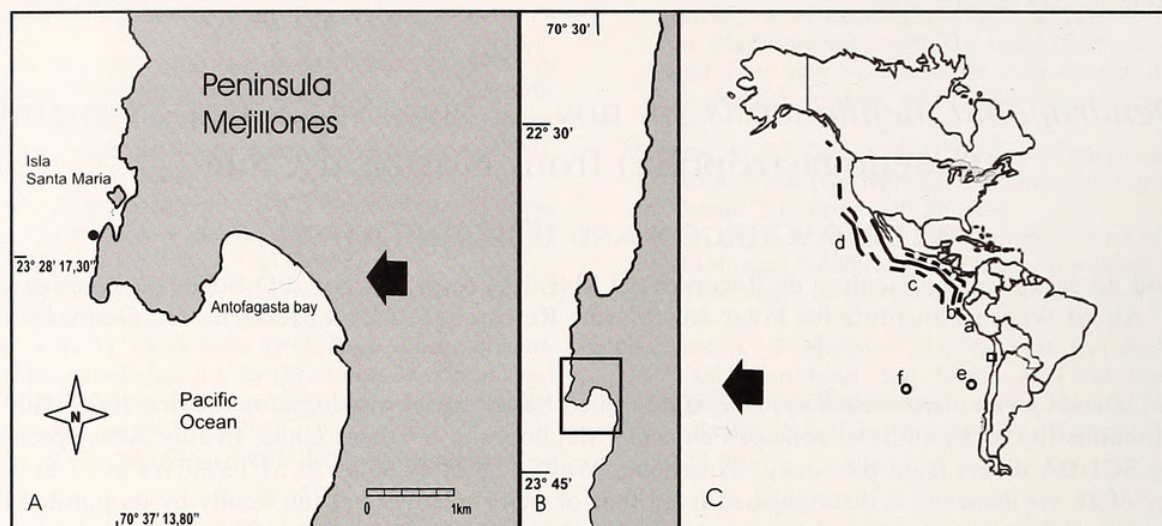 Peninsula
Mejillones
Isla
Santa Maria
23° 28' 17,30"
Antofagasta bay
Pacific
Ocean
N
A
0
1km
70° 37' 13,80"
70° 30'
22° 30'
23° 45'
B
d
c
b
a
f
e
C